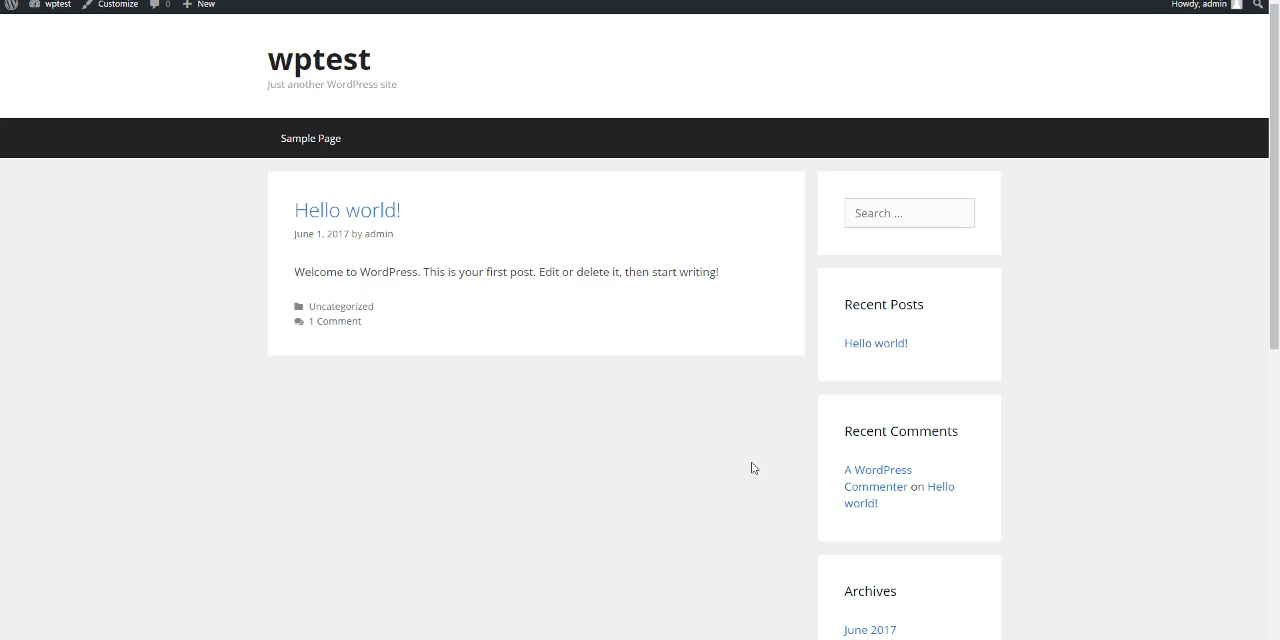 wptest Customize 0 New Howdy, admin
wptest
Just another WordPress site
Sample Page
Hello world!
June 1, 2017 by admin
Welcome to WordPress. This is your first post. Edit or delete it, then start writing!
Uncategorized
1 Comment
Search ...
Recent Posts
Hello world!
Recent Comments
A WordPress
Commenter on Hello
world!
Archives
June 2017